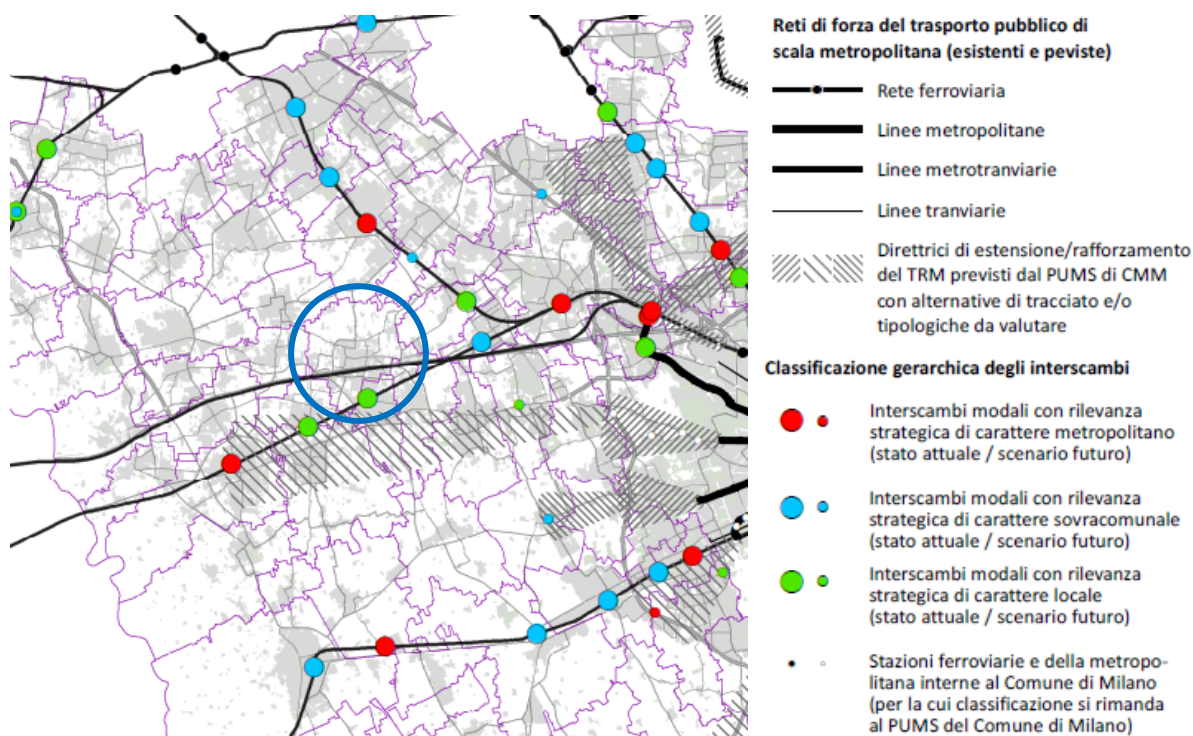 Reti di forza del trasporto pubblico di
scala metropolitana (esistenti e peviste)
Rete ferroviaria
Linee metropolitane
Linee metrotranviarie
Linee tranviarie
Direttrici di estensione/rafforzamento
del TRM previsti dal PUMS di CMM
con alternative di tracciato e/o
tipologiche da valutare
Classificazione gerarchica degli interscambi
Interscambi modali con rilevanza
strategica di carattere metropolitano
(stato attuale / scenario futuro)
Interscambi modali con rilevanza
strategica di carattere sovracomunale
(stato attuale / scenario futuro)
Interscambi modali con rilevanza
strategica di carattere locale
(stato attuale / scenario futuro)
Stazioni ferroviarie e della metropo-
litana interne al Comune di Milano
(per la cui classificazione si rimanda
al PUMS del Comune di Milano)